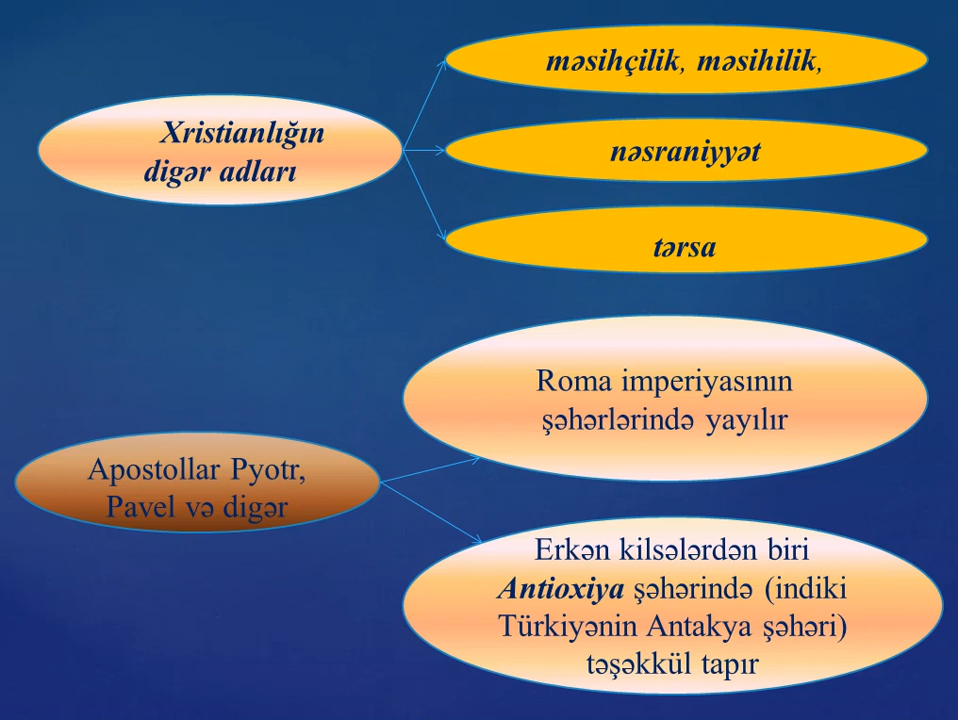 Xristianlığın
digər adları
məsihçilik, məsihilik,
nəsraniyyət
tərsa
Apostollar Pyotr,
Pavel və digər
Roma imperiyasının
şəhərlərində yayılır
Erkən kilsələrdən biri
Antioxiya şəhərində (indiki
Türkiyənin Antakya şəhəri)
təşəkkül tapır